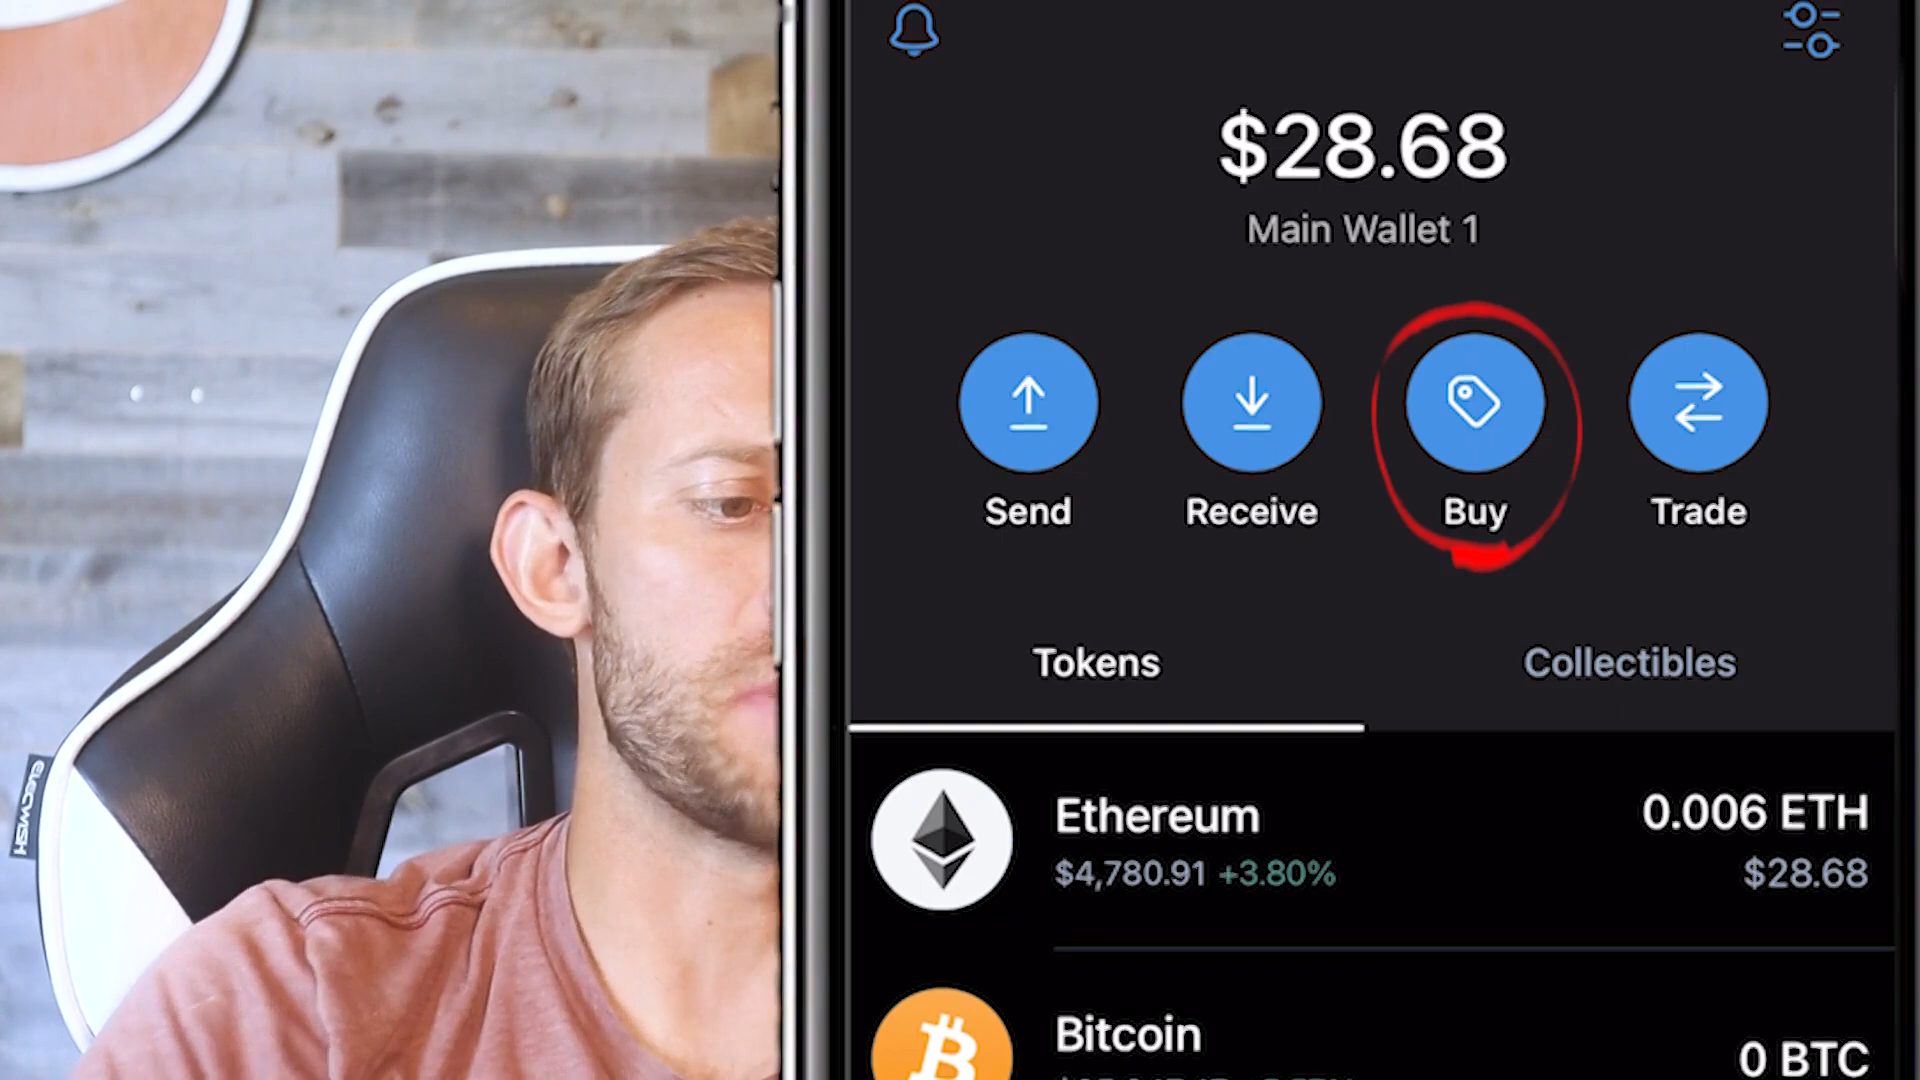 $28.68
Main Wallet 1
Send
Receive
Buy
Trade
Tokens
Collectibles
Ethereum
0.006 ETH
$4,780.91 +3.80%
$28.68
Bitcoin
0 BTC
ELECWISH